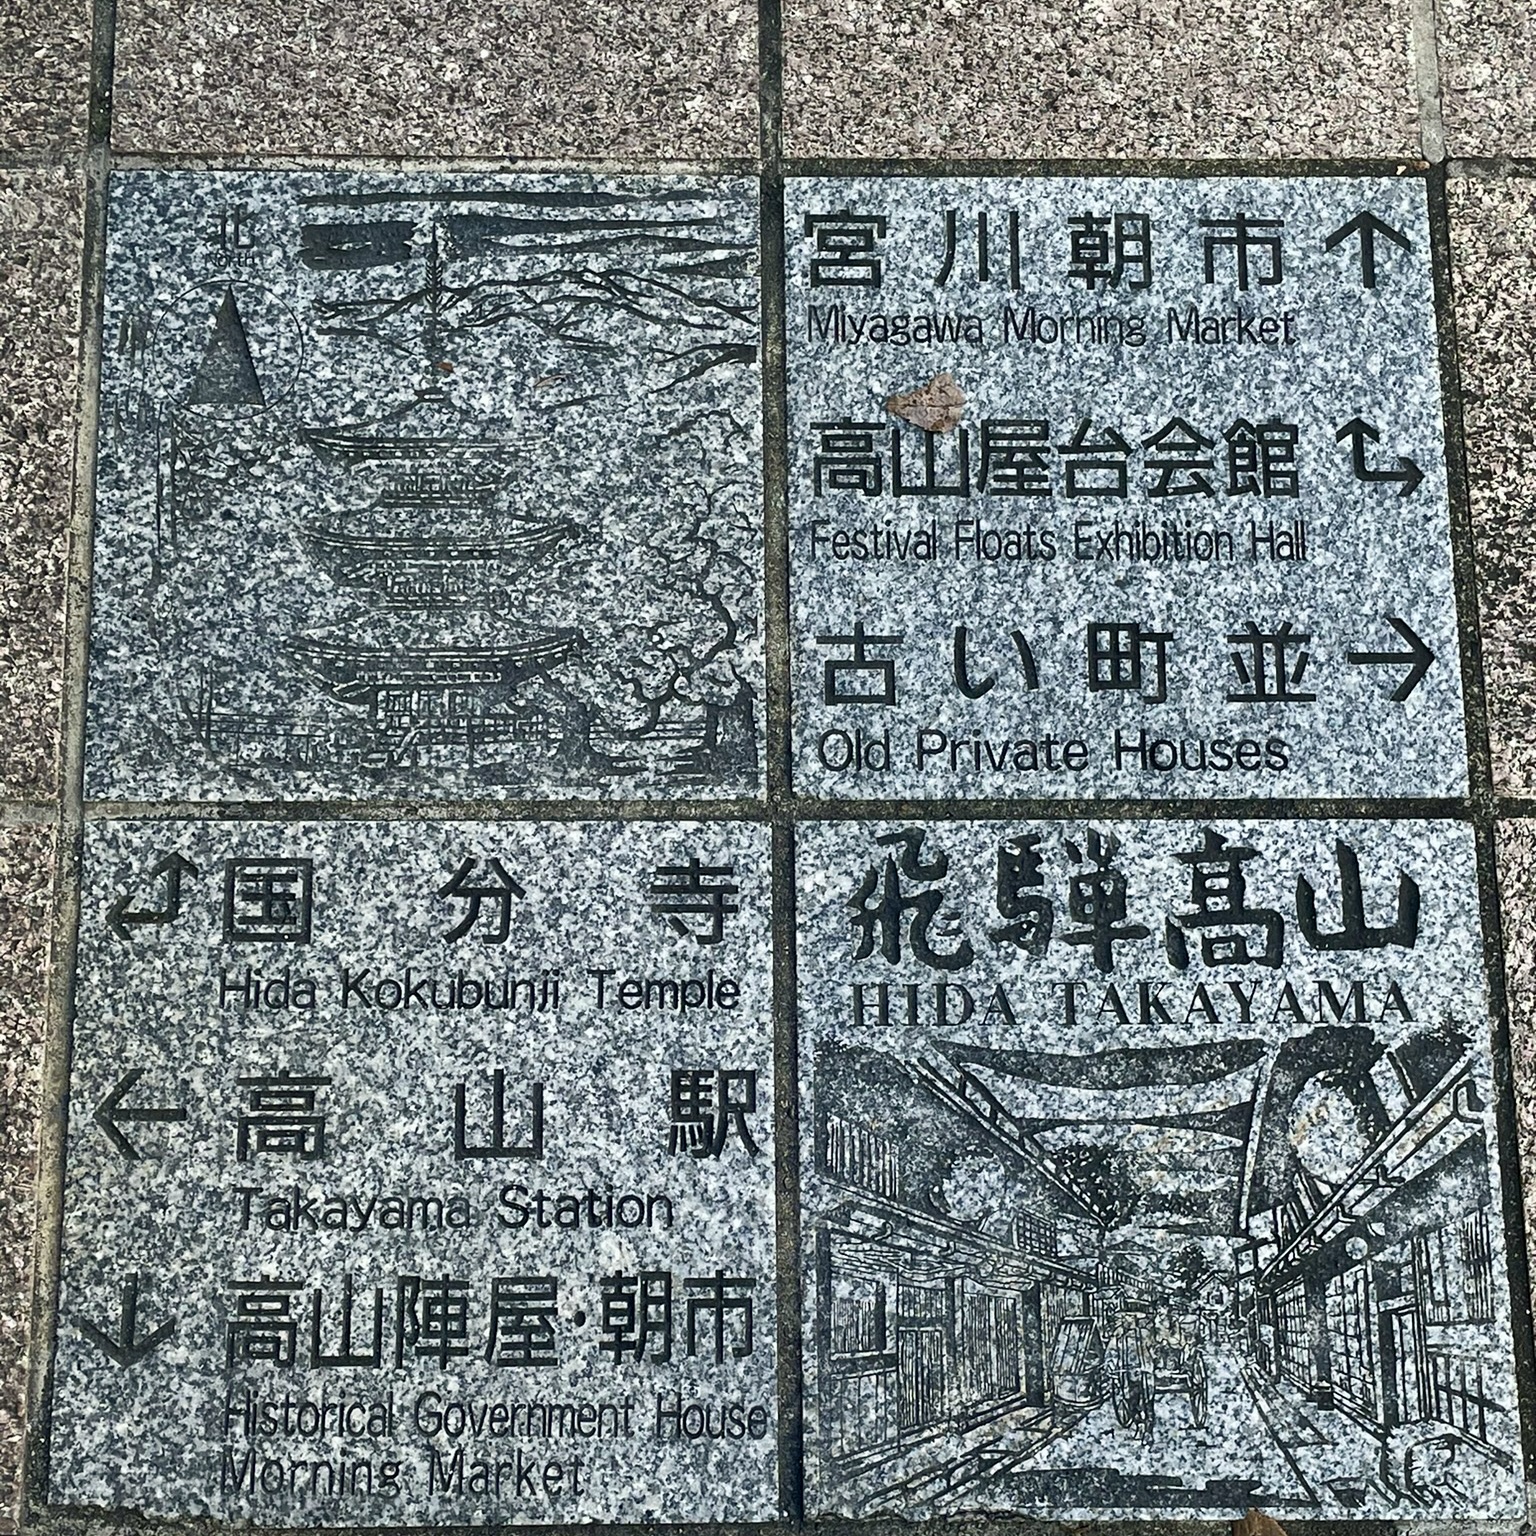 北
North
宮川朝市 ↑
Miyagawa Morning Market
高山屋台会館
Festival Floats Exhibition Hall
古い町並 →
Old Private Houses
国分寺
Hida Kokubunji Temple
← 高山駅
Takayama Station
↓ 高山陣屋・朝市
Historical Government House
Morning Market
飛騨高山
HIDA TAKAYAMA